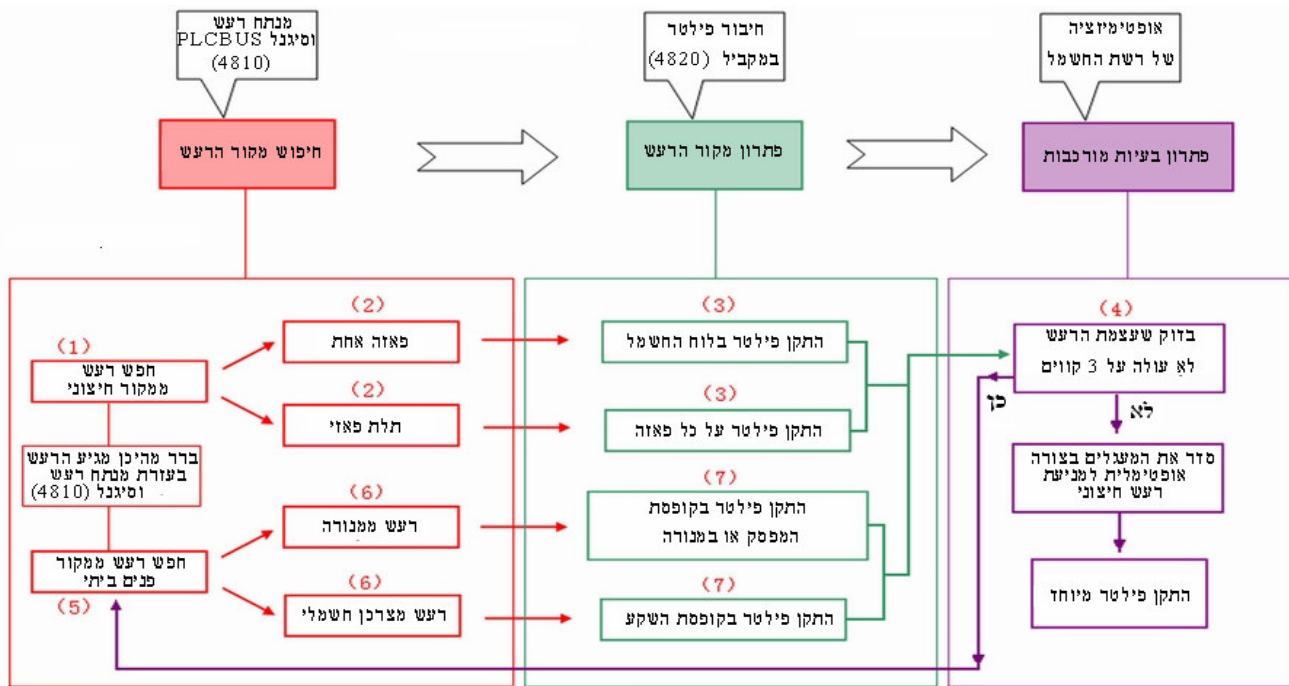 מנתח רעש
וסיגנל PLCBUS
(4810)
חיפוש מקור הרעש
חיבור פילטר
במקביל (4820)
פתרון מקור הרעש
אופטימיזציה
של רשת החשמל
פתרון בעיות מורכבות
(1)
חפש רעש
ממקור חיצוני
ברר מהיכן מגיע הרעש
בעזרת מנתח רעש
וסיגנל (4810)
חפש רעש ממקור
פנים ביתי
(5)
(2)
פאזה אחת
(2)
תלת פאזי
(6)
רעש ממנורה
(6)
רעש מצרכן חשמלי
(3)
התקן פילטר בלוח החשמל
(3)
התקן פילטר על כל פאזה
(7)
התקן פילטר בקופסת
המפסק או במנורה
(7)
התקן פילטר בקופסת השקע
(4)
בזוק שעצמת הרעש
לא עולה על 3 קווים
כן
לא
סדר את המעגלים בצורה
אופטימלית למניעת
רעש חיצוני
התקן פילטר מיוחד